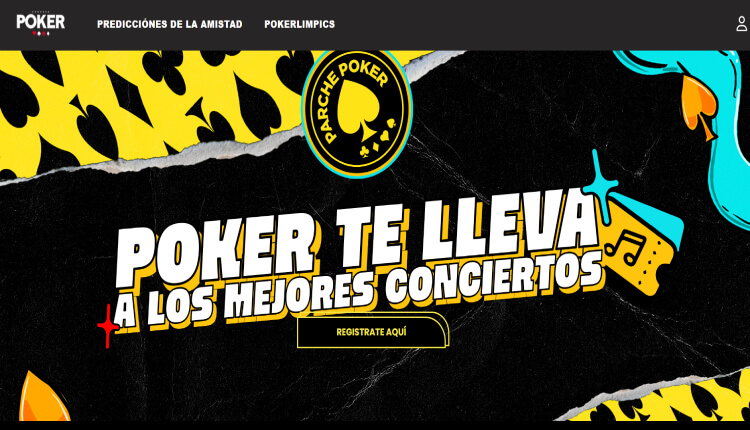 POKER
PREDICCIÓNES DE LA AMISTAD
POKERLIMPICS
PARCHE POKER
POKER TE LLEVA
A LOS MEJORES CONCIERTOS
REGISTRATE AQUÍ